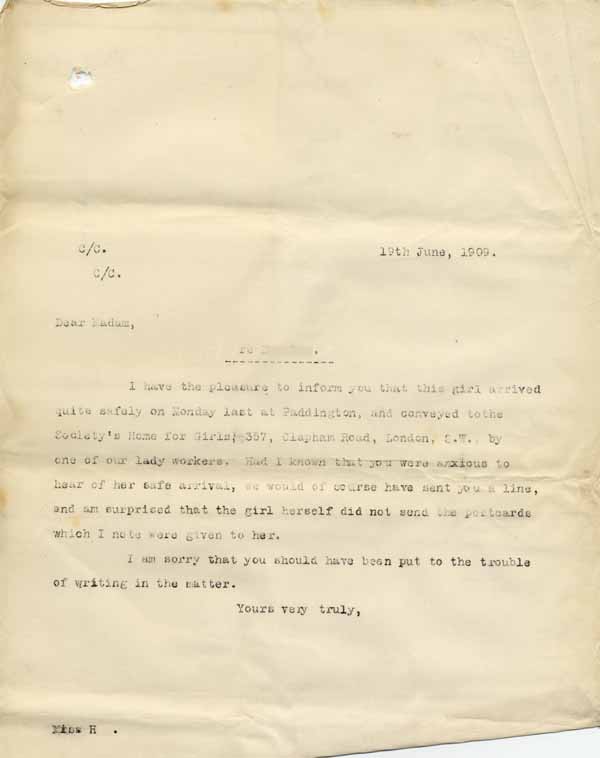 C/C. 19th June, 1909.
C/C.
Dear Madam,
re
I have the pleasure to inform you that this girl arrived
quite safely on Monday last at Paddington, and conveyed tothe
Society's Home for Girls, 357, Clapham Road, London, S.W., by
one of our lady workers. Had I known that you were anxious to
hear of her safe arrival, we would of course have sent you a line,
and am surprised that the girl herself did not send the postcards
which I note were given to her.
I am sorry that you should have been put to the trouble
of writing in the matter.
Yours very truly,
Miss H .